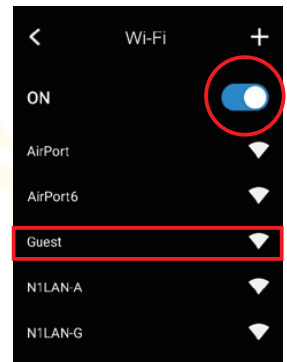 Wi-Fi
ON
AirPort
AirPort6
Guest
N1LAN-A
N1LAN-G